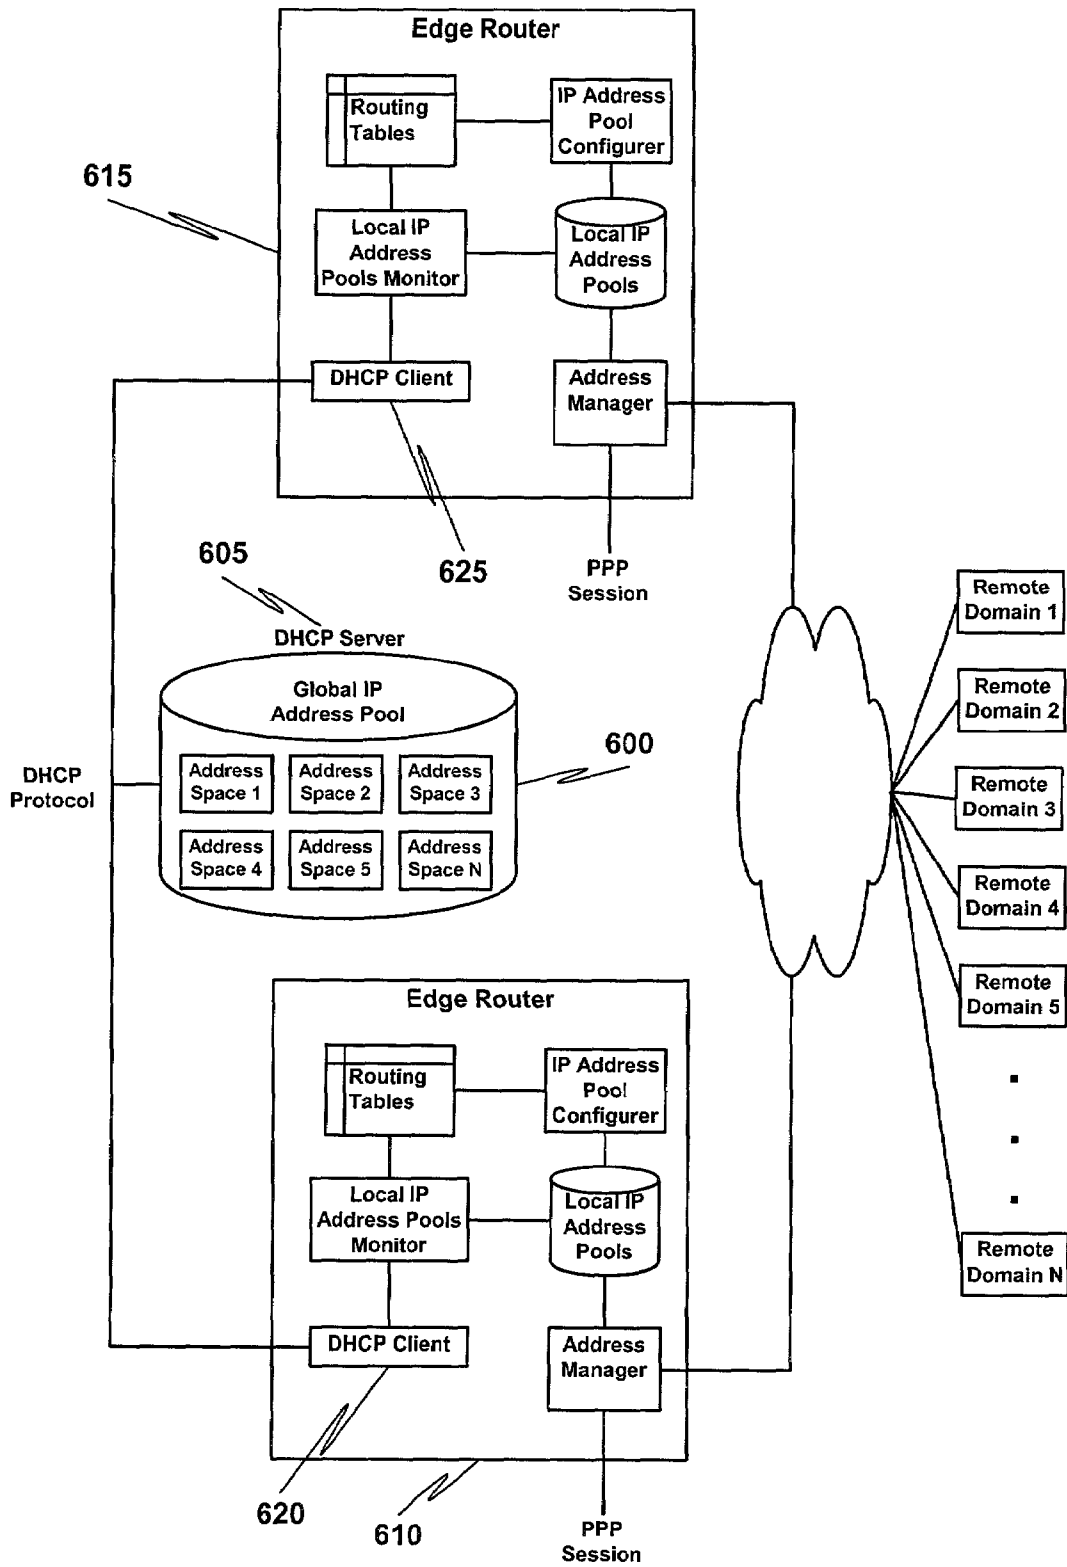 Edge Router
Routing
Tables
IP Address
Pool
Configurer
615
Local IP
Address
Pools Monitor
Local IP
Address
Pools
DHCP Client
Address
Manager
625
PPP
Session
605
DHCP Server
Global IP
Address Pool
600
DHCP
Protocol
Address
Space 1
Address
Space 2
Address
Space 3
Address
Space 4
Address
Space 5
Address
Space N
Remote
Domain 1
Remote
Domain 2
Remote
Domain 3
Remote
Domain 4
Remote
Domain 5
Remote
Domain N
Edge Router
Routing
Tables
IP Address
Pool
Configurer
Local IP
Address Pools
Monitor
Local IP
Address
Pools
DHCP Client
Address
Manager
620
610
PPP
Session